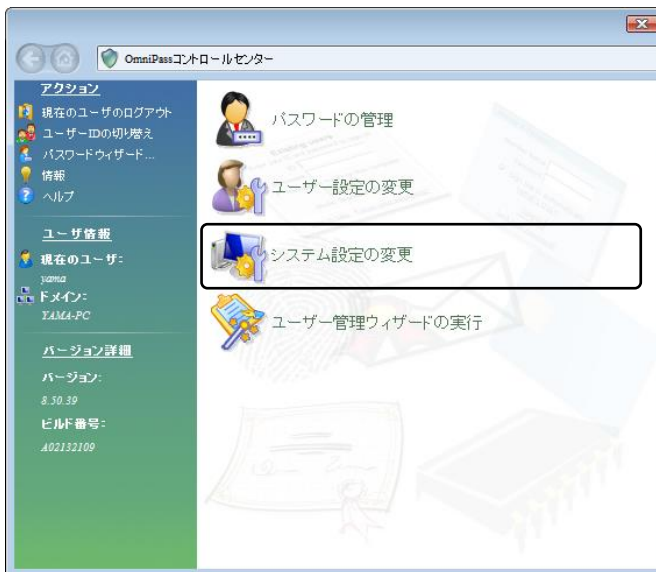 OmniPassコントロールセンター
アクション
現在のユーザのログアウト
ユーザーIDの切り替え
パスワードウィザード...
情報
ヘルプ
ユーザ情報
現在のユーザ:
yama
ドメイン:
YAMA-PC
バージョン詳細
バージョン:
8.50.39
ビルド番号:
A02132109
パスワードの管理
ユーザー設定の変更
システム設定の変更
ユーザー管理ウィザードの実行